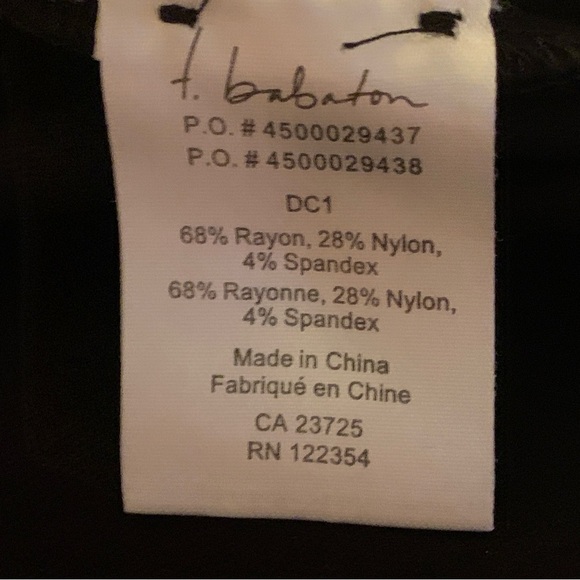 t. babaton
P.O. # 4500029437
P.O. # 4500029438
DC1
68% Rayon, 28% Nylon,
4% Spandex
68% Rayonne, 28% Nylon,
4% Spandex
Made in China
Fabriqué en Chine
CA 23725
RN 122354